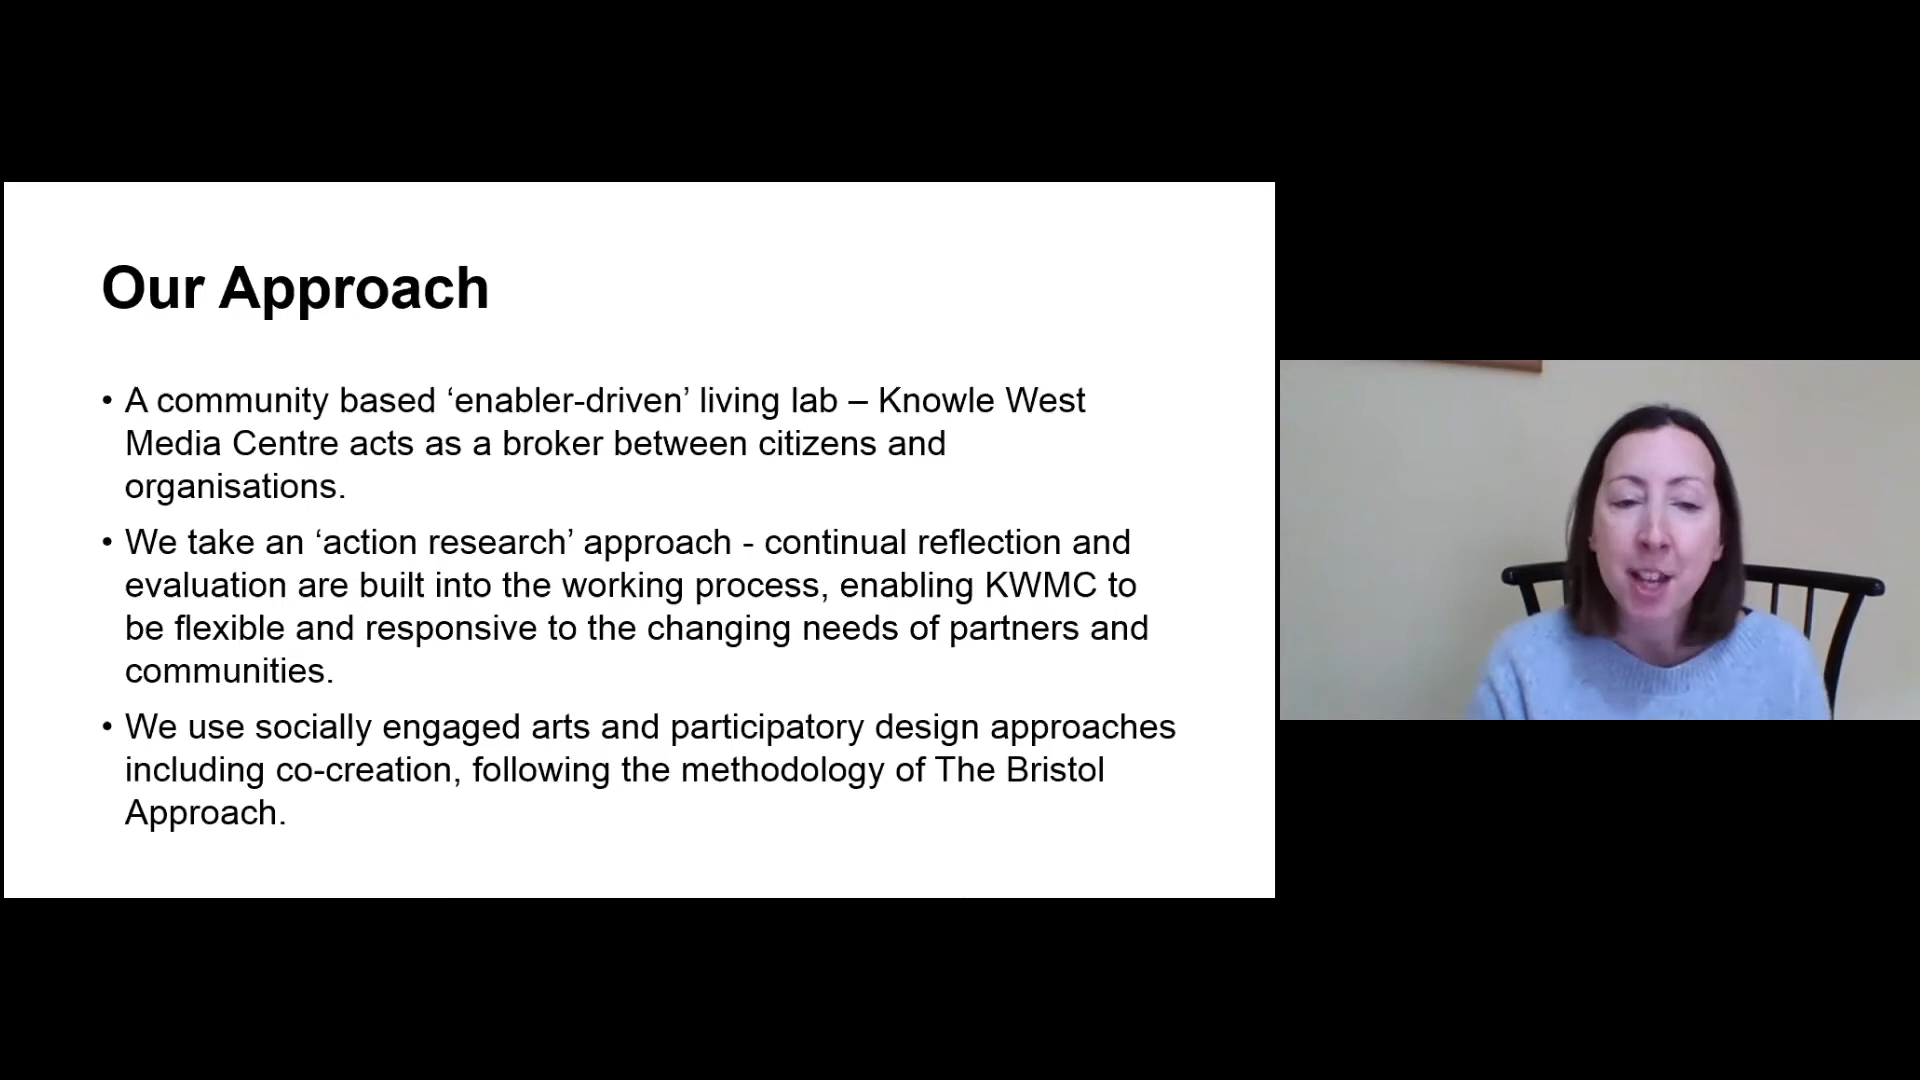 Our Approach
• A community based ‘enabler-driven’ living lab – Knowle West
Media Centre acts as a broker between citizens and
organisations.
• We take an ‘action research’ approach - continual reflection and
evaluation are built into the working process, enabling KWMC to
be flexible and responsive to the changing needs of partners and
communities.
• We use socially engaged arts and participatory design approaches
including co-creation, following the methodology of The Bristol
Approach.